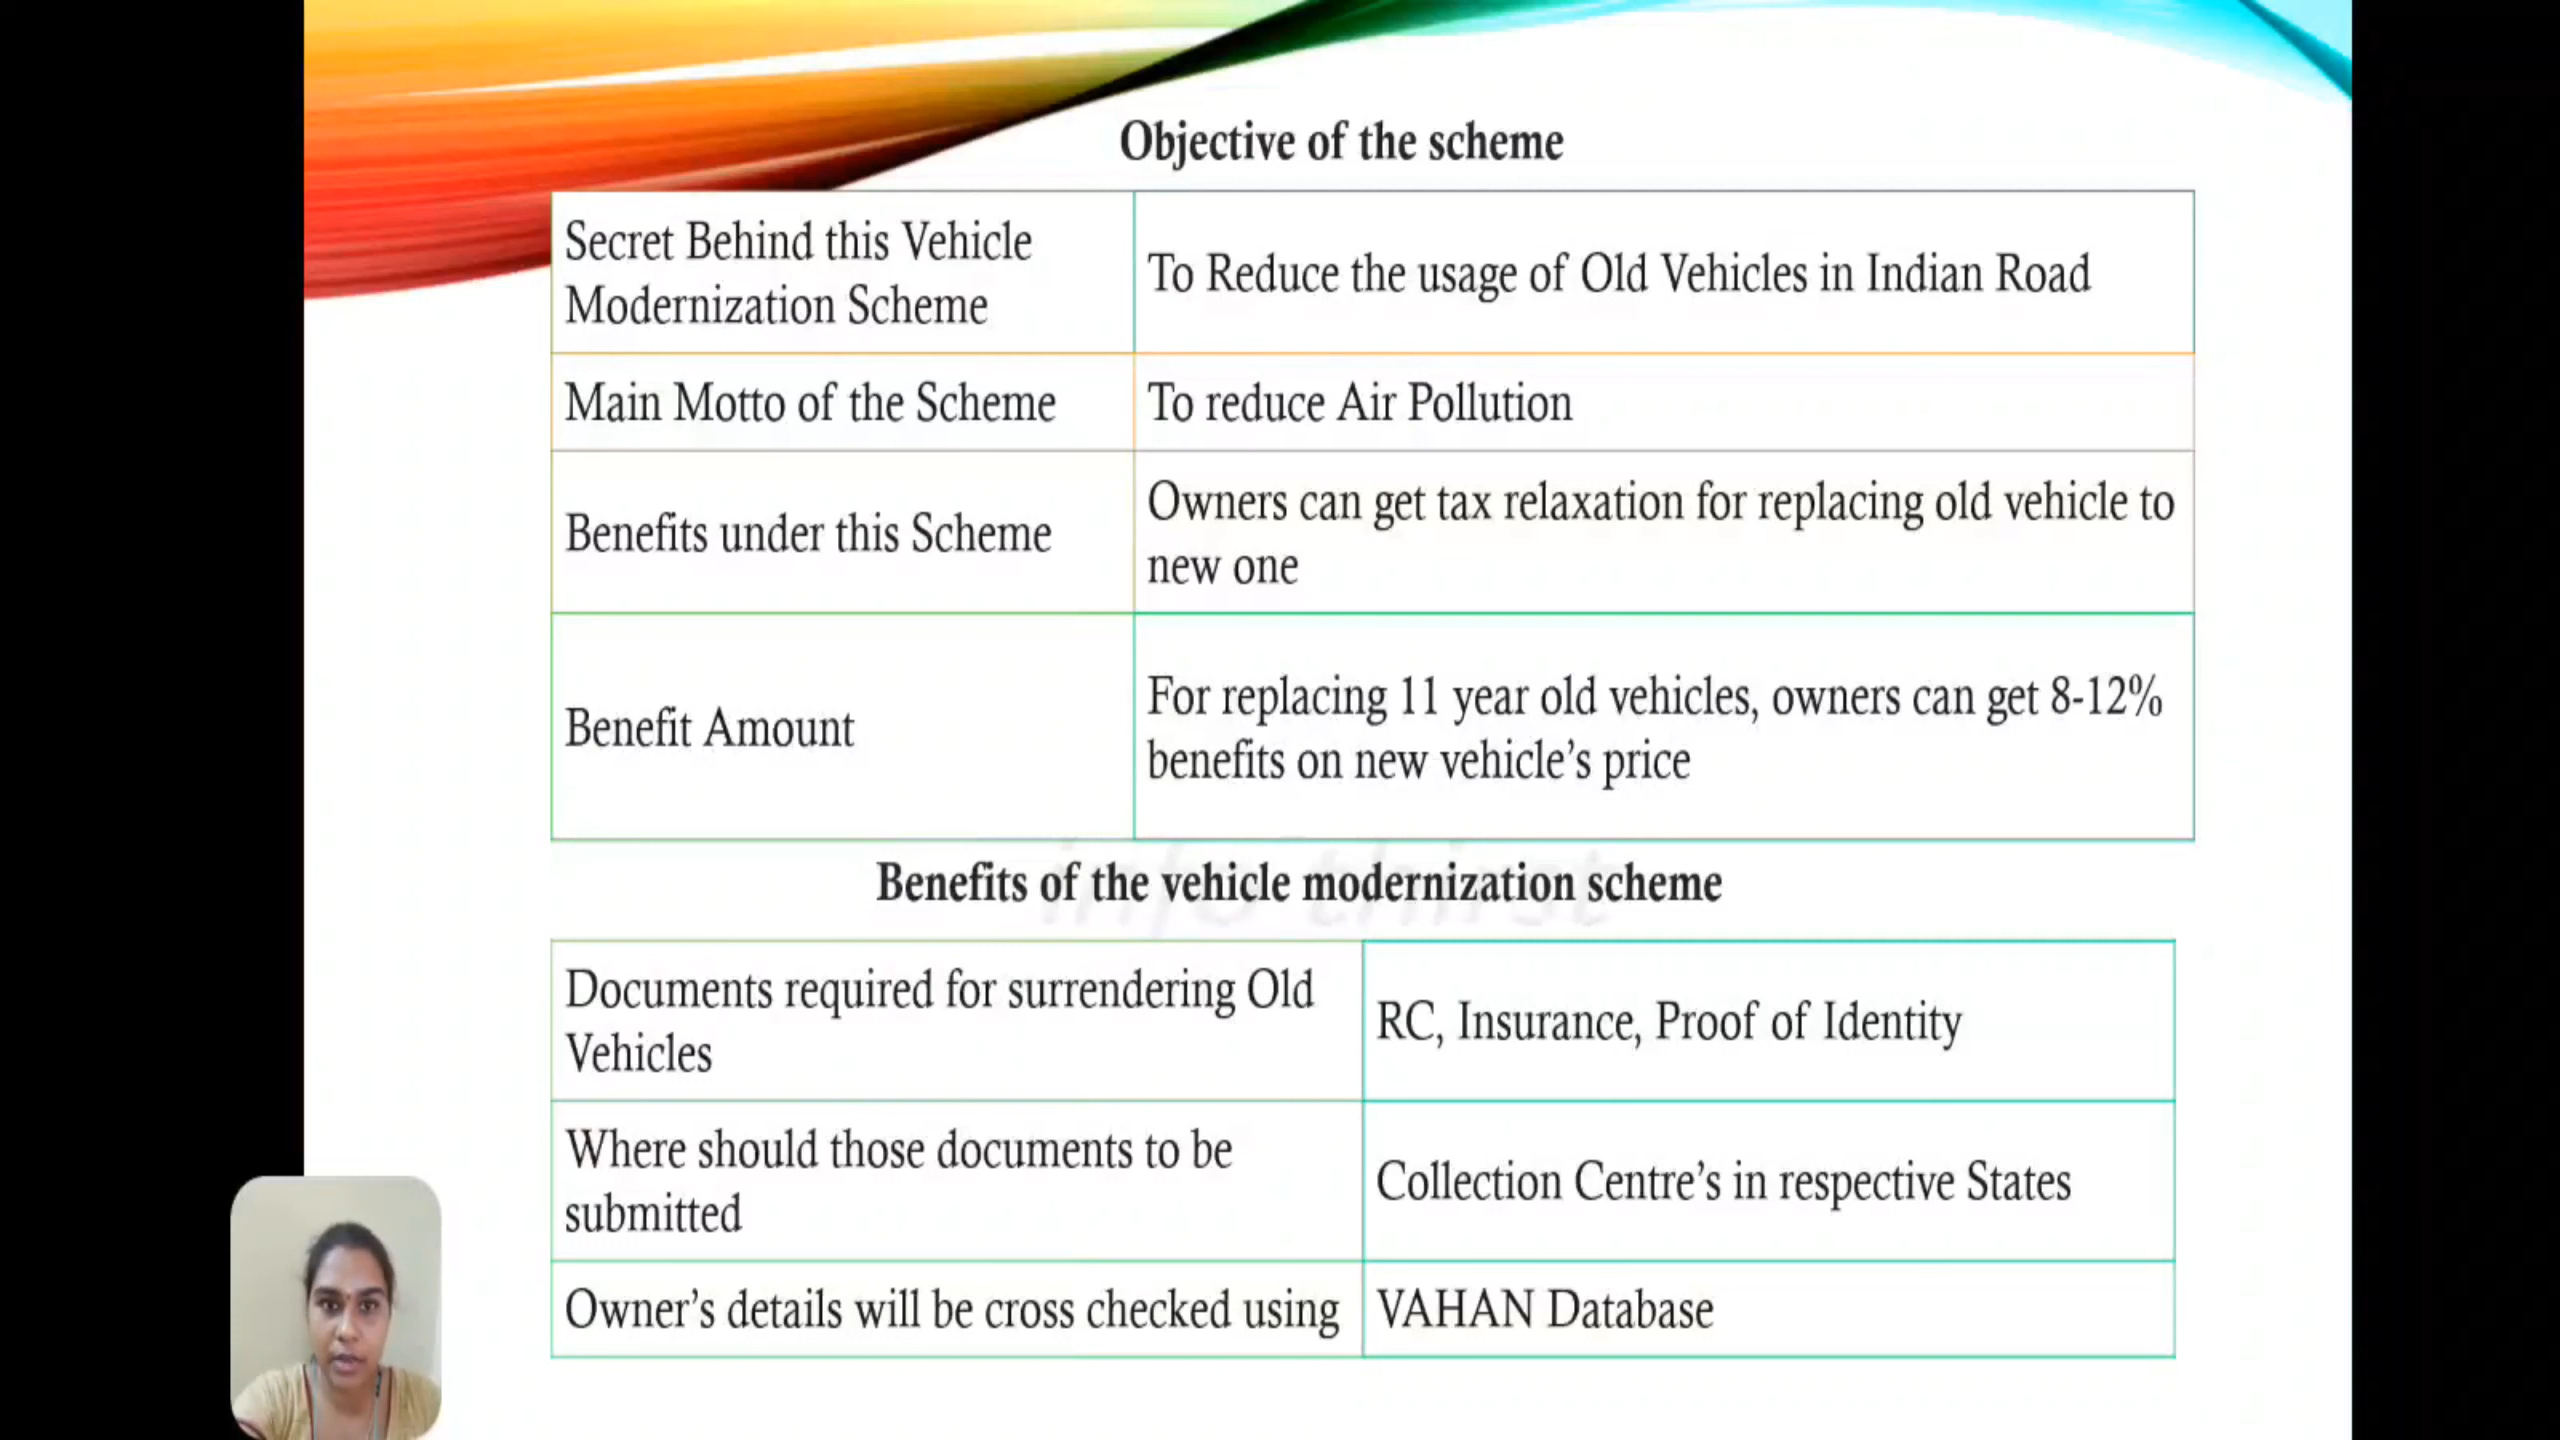 Objective of the scheme
Secret Behind this Vehicle
Modernization Scheme
To Reduce the usage of Old Vehicles in Indian Road
Main Motto of the Scheme
To reduce Air Pollution
Benefits under this Scheme
Owners can get tax relaxation for replacing old vehicle to
new one
Benefit Amount
For replacing 11 year old vehicles, owners can get 8-12%
benefits on new vehicle’s price
info thirst
Benefits of the vehicle modernization scheme
Documents required for surrendering Old
Vehicles
RC, Insurance, Proof of Identity
Where should those documents to be
submitted
Collection Centre’s in respective States
Owner’s details will be cross checked using
VAHAN Database